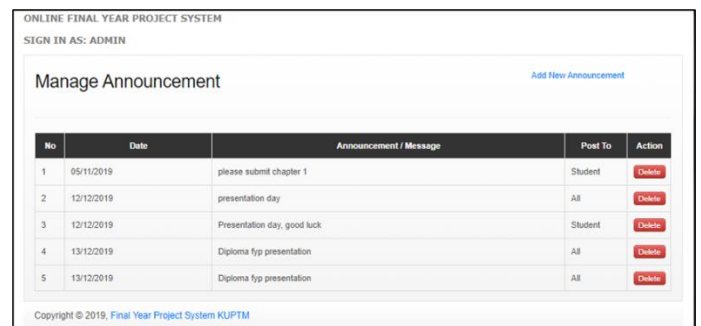 ONLINE FINAL YEAR PROJECT SYSTEM
SIGN IN AS: ADMIN
Manage Announcement
Add New Announcement
No Date Announcement / Message Post To Action
1 05/11/2019 please submit chapter 1 Student Delete
2 12/12/2019 presentation day All Delete
3 12/12/2019 Presentation day, good luck Student Delete
4 13/12/2019 Diploma fyp presentation All Delete
5 13/12/2019 Diploma fyp presentation All Delete
Copyright © 2019, Final Year Project System KUPTM